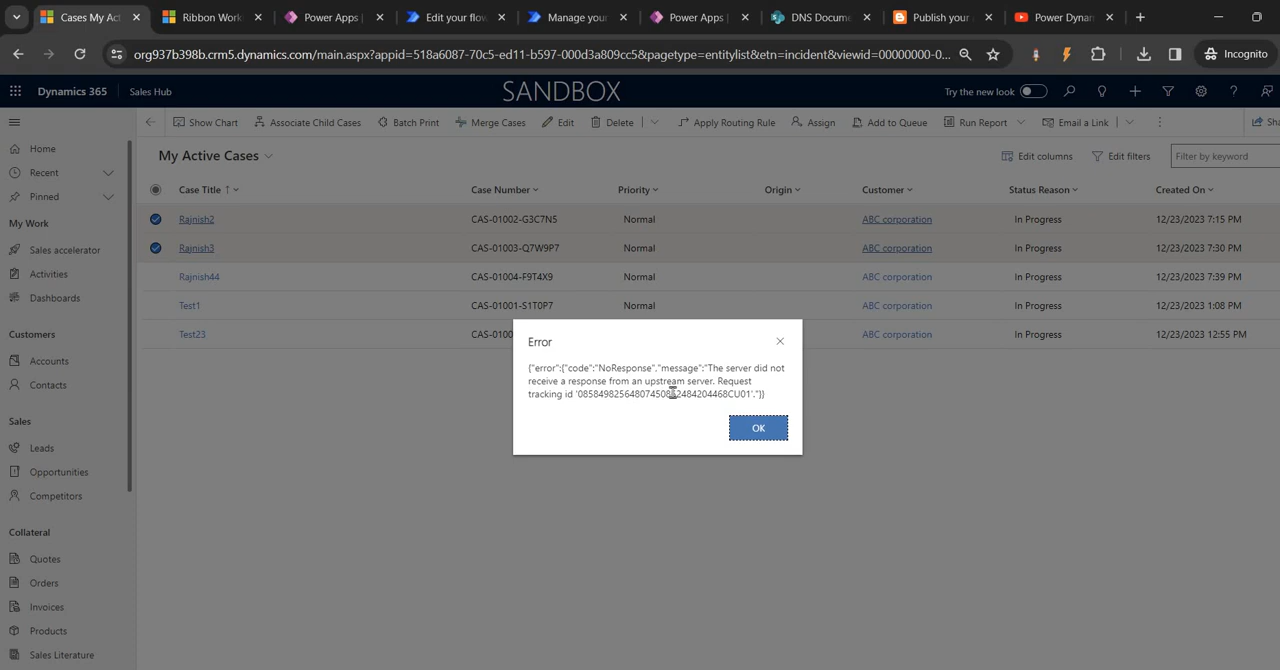 Cases My Act
Ribbon Work
Power Apps |
Edit your flow
Manage your
Power Apps |
DNS Docume
Publish your
Power Dynan
org937b398b.crm5.dynamics.com/main.aspx?appid=518a6087-70c5-ed11-b597-000d3a809cc5&pagetype=entitylist&etn=incident&viewid=00000000-0...
Incognito
Dynamics 365
Sales Hub
SANDBOX
Try the new look
Show Chart
Associate Child Cases
Batch Print
Merge Cases
Edit
Delete
Apply Routing Rule
Assign
Add to Queue
Run Report
Email a Link
Sha
Home
Recent
Pinned
My Work
Sales accelerator
Activities
Dashboards
Customers
Accounts
Contacts
Sales
Leads
Opportunities
Competitors
Collateral
Quotes
Orders
Invoices
Products
Sales Literature
My Active Cases
Edit columns
Edit filters
Filter by keyword
Case Title ↑ Case Number Priority Origin Customer Status Reason Created On
Rajnish2 CAS-01002-G3C7N5 Normal ABC corporation In Progress 12/23/2023 7:15 PM
Rajnish3 CAS-01003-Q7W9P7 Normal ABC corporation In Progress 12/23/2023 7:30 PM
Rajnish44 CAS-01004-F9T4X9 Normal ABC corporation In Progress 12/23/2023 7:39 PM
Test1 CAS-01001-S1T0P7 Normal ABC corporation In Progress 12/23/2023 1:08 PM
Test23 CAS-0100 ABC corporation In Progress 12/23/2023 12:55 PM
Error
{"error":{"code":"NoResponse","message":"The server did not
receive a response from an upstream server. Request
tracking id
OK